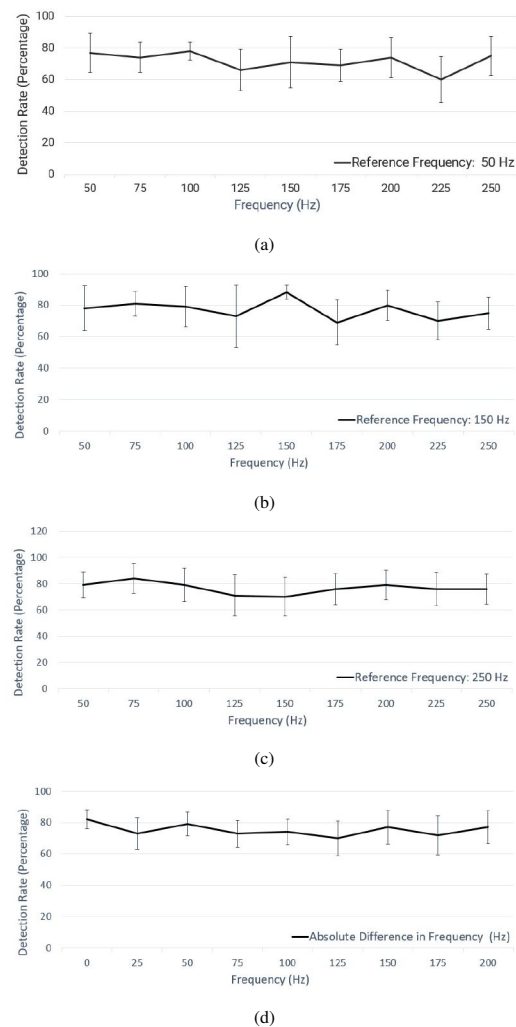 100
80
60
40
20
0
Detection Rate (Percentage)
Reference Frequency: 50 Hz
50 75 100 125 150 175 200 225 250
Frequency (Hz)
(a)
100
80
60
40
20
0
Detection Rate (Percentage)
Reference Frequency: 150 Hz
50 75 100 125 150 175 200 225 250
Frequency (Hz)
(b)
120
100
80
60
40
20
0
Detection Rate (Percentage)
Reference Frequency: 250 Hz
50 75 100 125 150 175 200 225 250
Frequency (Hz)
(c)
100
80
60
40
20
0
Detection Rate (Percentage)
Absolute Difference in Frequency (Hz)
0 25 50 75 100 125 150 175 200
Frequency (Hz)
(d)